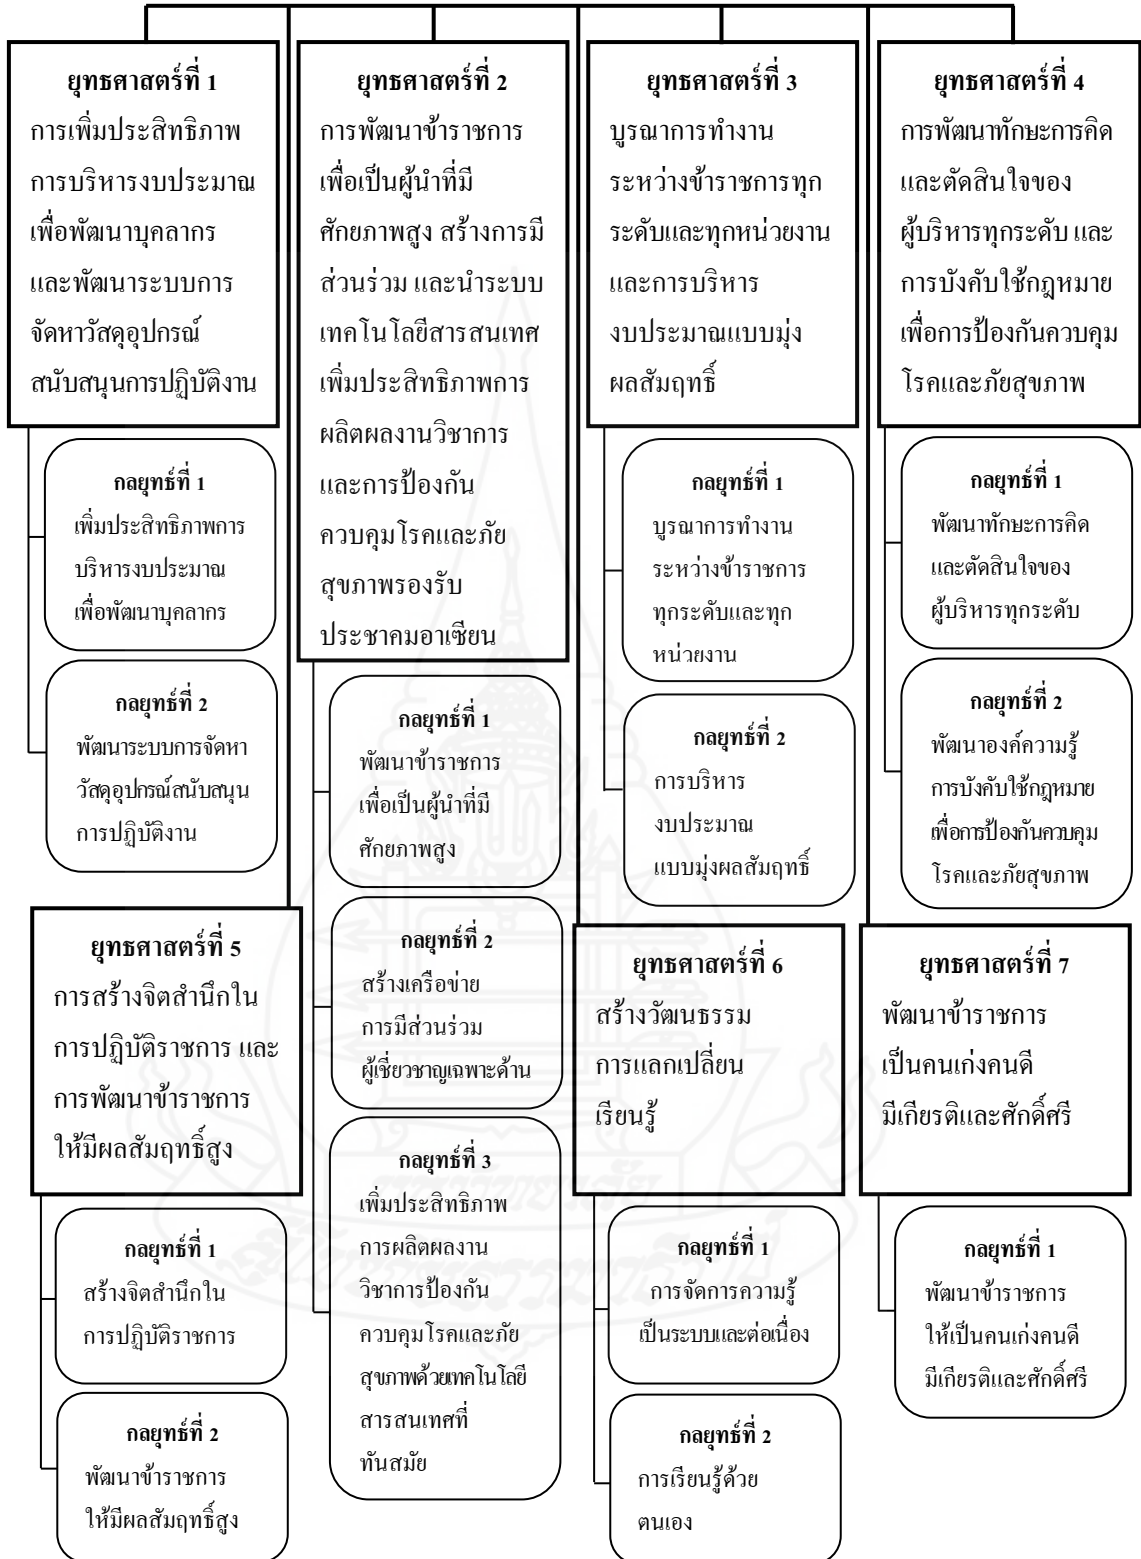 ยุทธศาสตร์ที่ 1
การเพิ่มประสิทธิภาพ
การบริหารงบประมาณ
เพื่อพัฒนาบุคลากร
และพัฒนาระบบการ
จัดหาวัสดุอุปกรณ์
สนับสนุนการปฏิบัติงาน
กลยุทธ์ที่ 1
เพิ่มประสิทธิภาพการ
บริหารงบประมาณ
เพื่อพัฒนาบุคลากร
กลยุทธ์ที่ 2
พัฒนาระบบการจัดหา
วัสดุอุปกรณ์สนับสนุน
การปฏิบัติงาน
ยุทธศาสตร์ที่ 2
การพัฒนาข้าราชการ
เพื่อเป็นผู้นำที่มี
ศักยภาพสูง สร้างการมี
ส่วนร่วม และนำระบบ
เทคโนโลยีสารสนเทศ
เพิ่มประสิทธิภาพการ
ผลิตผลงานวิชาการ
และการป้องกัน
ควบคุมโรคและภัย
สุขภาพรองรับ
ประชาคมอาเซียน
กลยุทธ์ที่ 1
พัฒนาข้าราชการ
เพื่อเป็นผู้นำที่มี
ศักยภาพสูง
กลยุทธ์ที่ 2
สร้างเครือข่าย
การมีส่วนร่วม
ผู้เชี่ยวชาญเฉพาะด้าน
กลยุทธ์ที่ 3
เพิ่มประสิทธิภาพ
การผลิตผลงาน
วิชาการป้องกัน
ควบคุมโรคและภัย
สุขภาพด้วยเทคโนโลยี
สารสนเทศที่
ทันสมัย
ยุทธศาสตร์ที่ 3
บูรณาการทำงาน
ระหว่างข้าราชการทุก
ระดับและทุกหน่วยงาน
และการบริหาร
งบประมาณแบบมุ่ง
ผลสัมฤทธิ์
กลยุทธ์ที่ 1
บูรณาการทำงาน
ระหว่างข้าราชการ
ทุกระดับและทุก
หน่วยงาน
กลยุทธ์ที่ 2
การบริหาร
งบประมาณ
แบบมุ่งผลสัมฤทธิ์
ยุทธศาสตร์ที่ 4
การพัฒนาทักษะการคิด
และตัดสินใจของ
ผู้บริหารทุกระดับ และ
การบังคับใช้กฎหมาย
เพื่อการป้องกันควบคุม
โรคและภัยสุขภาพ
กลยุทธ์ที่ 1
พัฒนาทักษะการคิด
และตัดสินใจของ
ผู้บริหารทุกระดับ
กลยุทธ์ที่ 2
พัฒนาองค์ความรู้
การบังคับใช้กฎหมาย
เพื่อการป้องกันควบคุม
โรคและภัยสุขภาพ
ยุทธศาสตร์ที่ 5
การสร้างจิตสำนึกใน
การปฏิบัติราชการ และ
การพัฒนาข้าราชการ
ให้มีผลสัมฤทธิ์สูง
กลยุทธ์ที่ 1
สร้างจิตสำนึกใน
การปฏิบัติราชการ
กลยุทธ์ที่ 2
พัฒนาข้าราชการ
ให้มีผลสัมฤทธิ์สูง
ยุทธศาสตร์ที่ 6
สร้างวัฒนธรรม
การแลกเปลี่ยน
เรียนรู้
กลยุทธ์ที่ 1
การจัดการความรู้
เป็นระบบและต่อเนื่อง
กลยุทธ์ที่ 2
การเรียนรู้ด้วย
ตนเอง
ยุทธศาสตร์ที่ 7
พัฒนาข้าราชการ
เป็นคนเก่งคนดี
มีเกียรติและศักดิ์ศรี
กลยุทธ์ที่ 1
พัฒนาข้าราชการ
ให้เป็นคนเก่งคนดี
มีเกียรติและศักดิ์ศรี